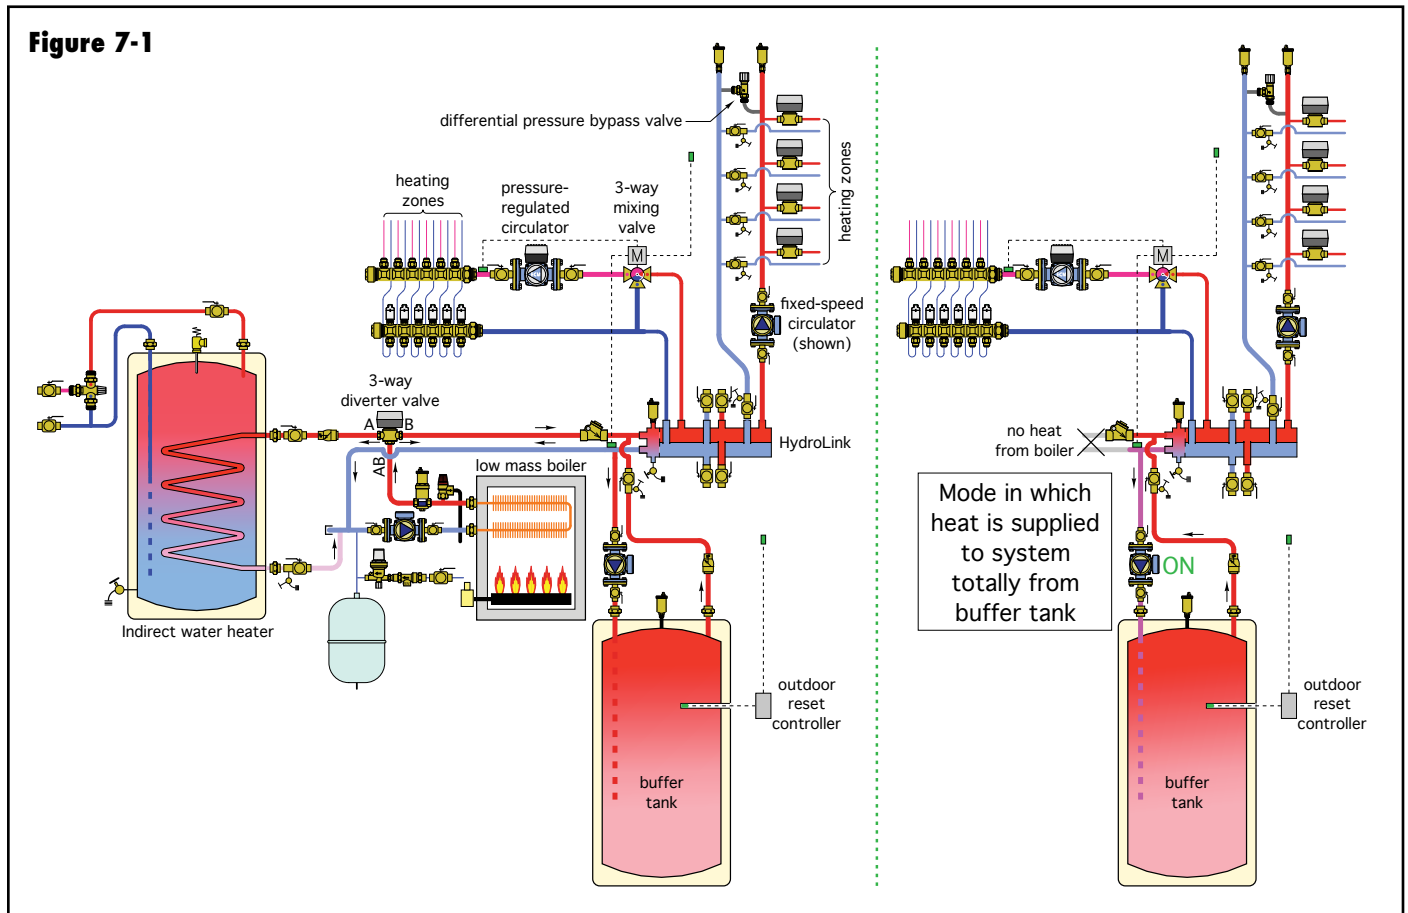 Figure 7-1
differential pressure bypass valve
heating
zones
pressure-
regulated
circulator
3-way
mixing
valve
heating zones
M
fixed-speed
circulator
(shown)
3-way
diverter valve
A
B
AB
HydroLink
low mass boiler
Indirect water heater
buffer
tank
outdoor
reset
controller
M
no heat
from boiler
Mode in which
heat is supplied
to system
totally from
buffer tank
ON
buffer
tank
outdoor
reset
controller